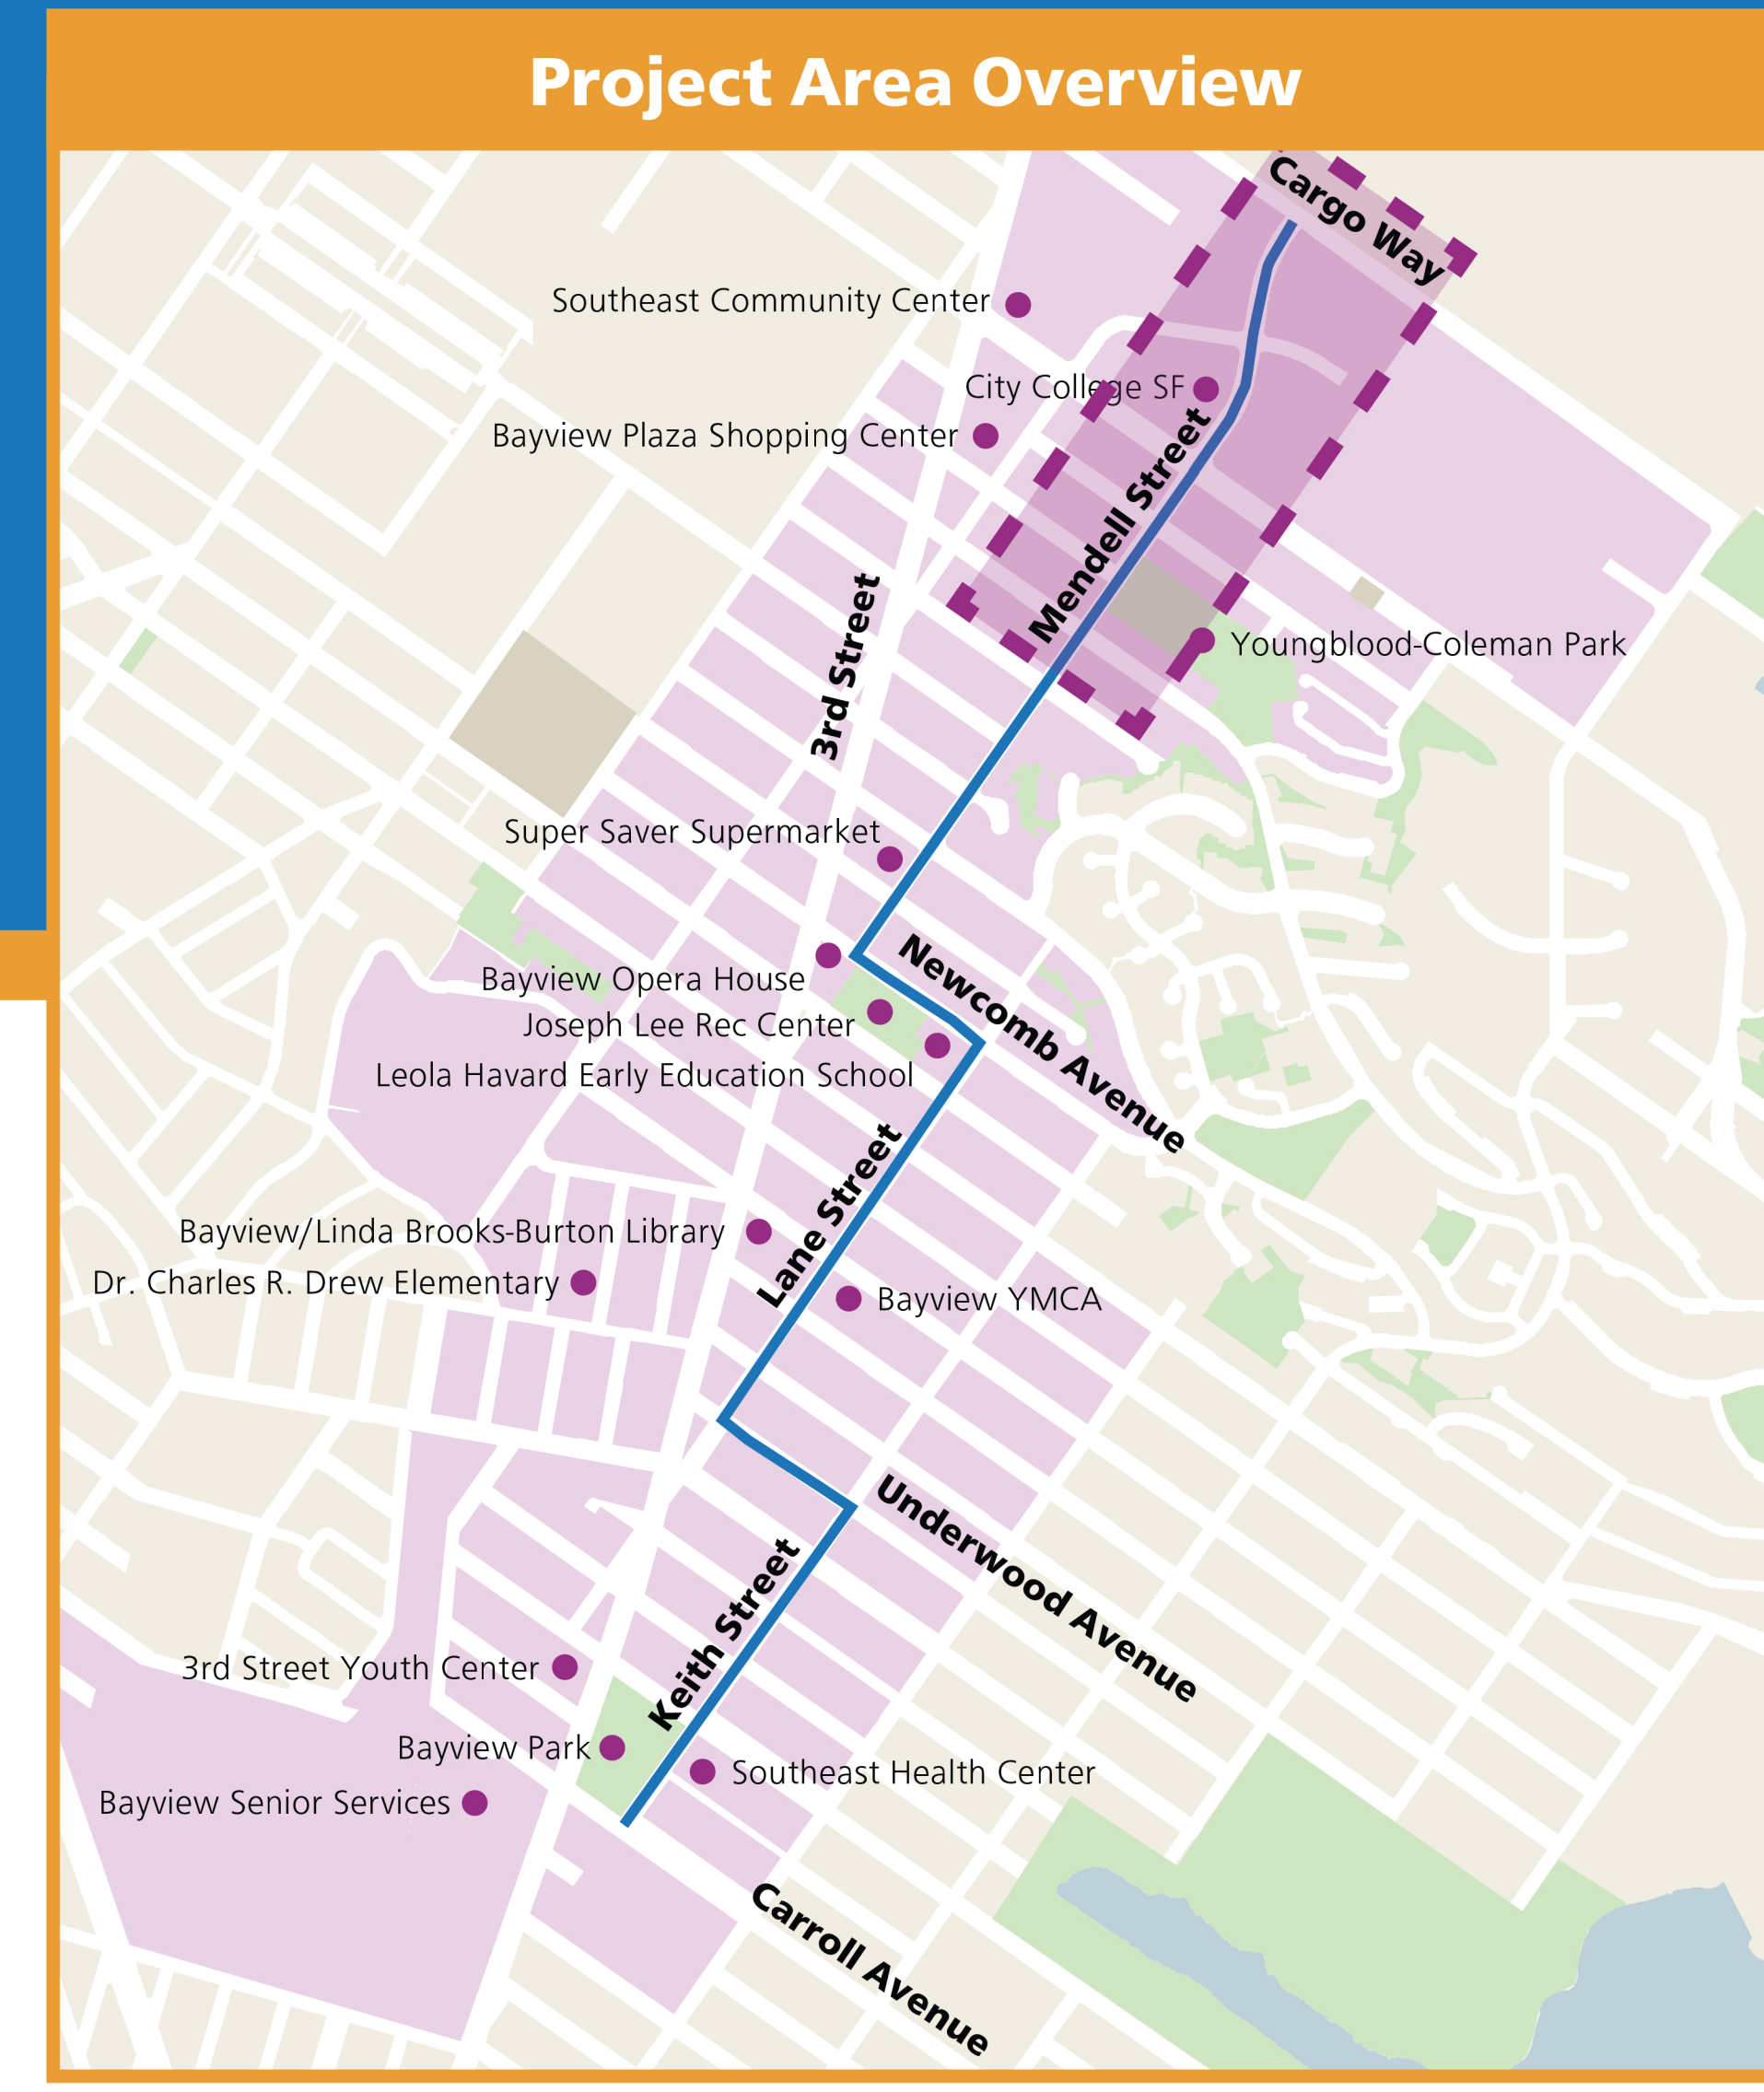 Project Area Overview
Cargo Way
Southeast Community Center
City College SF
Bayview Plaza Shopping Center
Mendell Street
3rd Street
Youngblood-Coleman Park
Super Saver Supermarket
Newcomb Avenue
Bayview Opera House
Joseph Lee Rec Center
Leola Havard Early Education School
Lane Street
Bayview/Linda Brooks-Burton Library
Dr. Charles R. Drew Elementary
Bayview YMCA
Underwood Avenue
Keith Street
3rd Street Youth Center
Bayview Park
Southeast Health Center
Bayview Senior Services
Carroll Avenue